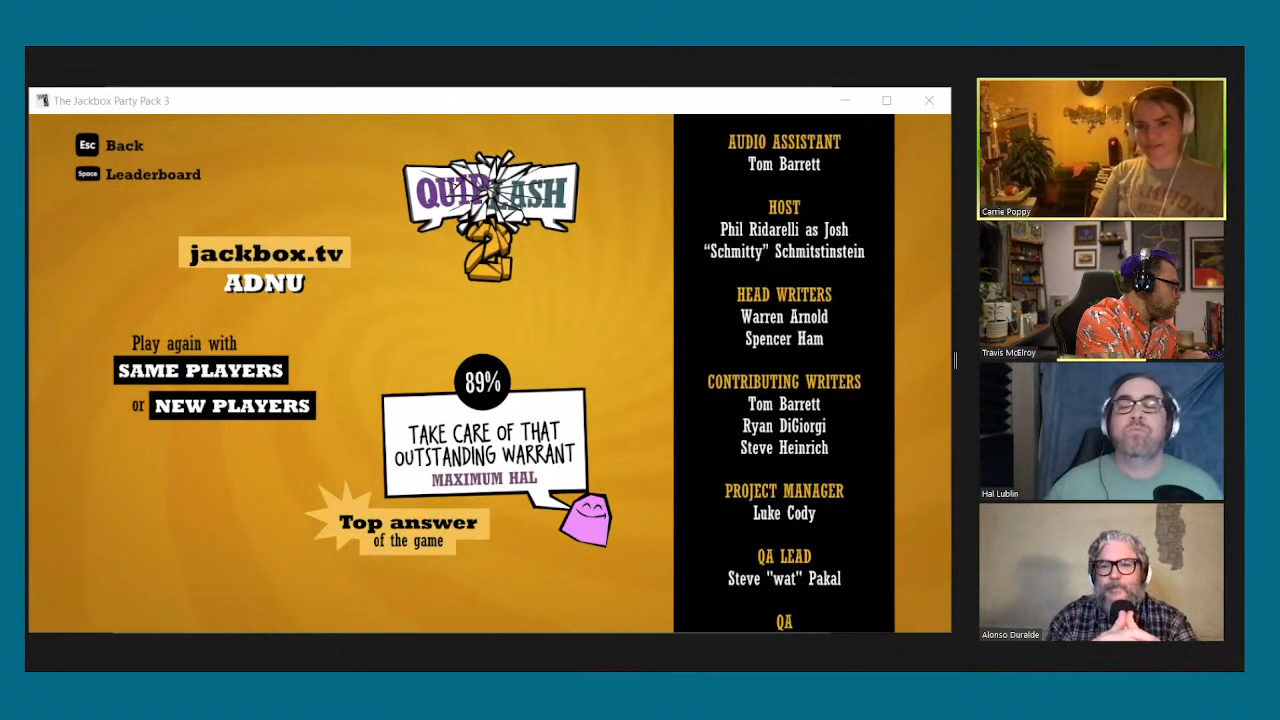 The Jackbox Party Pack 3
Esc Back
Space Leaderboard
QUIPLASH
2
jackbox.tv
ADNU
Play again with
SAME PLAYERS
or NEW PLAYERS
89%
TAKE CARE OF THAT
OUTSTANDING WARRANT
MAXIMUM HAL
Top answer
of the game
AUDIO ASSISTANT
Tom Barrett
HOST
Phil Ridarelli as Josh
“Schmitty” Schmitstinstein
HEAD WRITERS
Warren Arnold
Spencer Ham
CONTRIBUTING WRITERS
Tom Barrett
Ryan DiGiorgi
Steve Heinrich
PROJECT MANAGER
Luke Cody
QA LEAD
Steve "wat" Pakal
QA
Carrie Poppy
Travis McElroy
Hal Lublin
Alonso Duralde